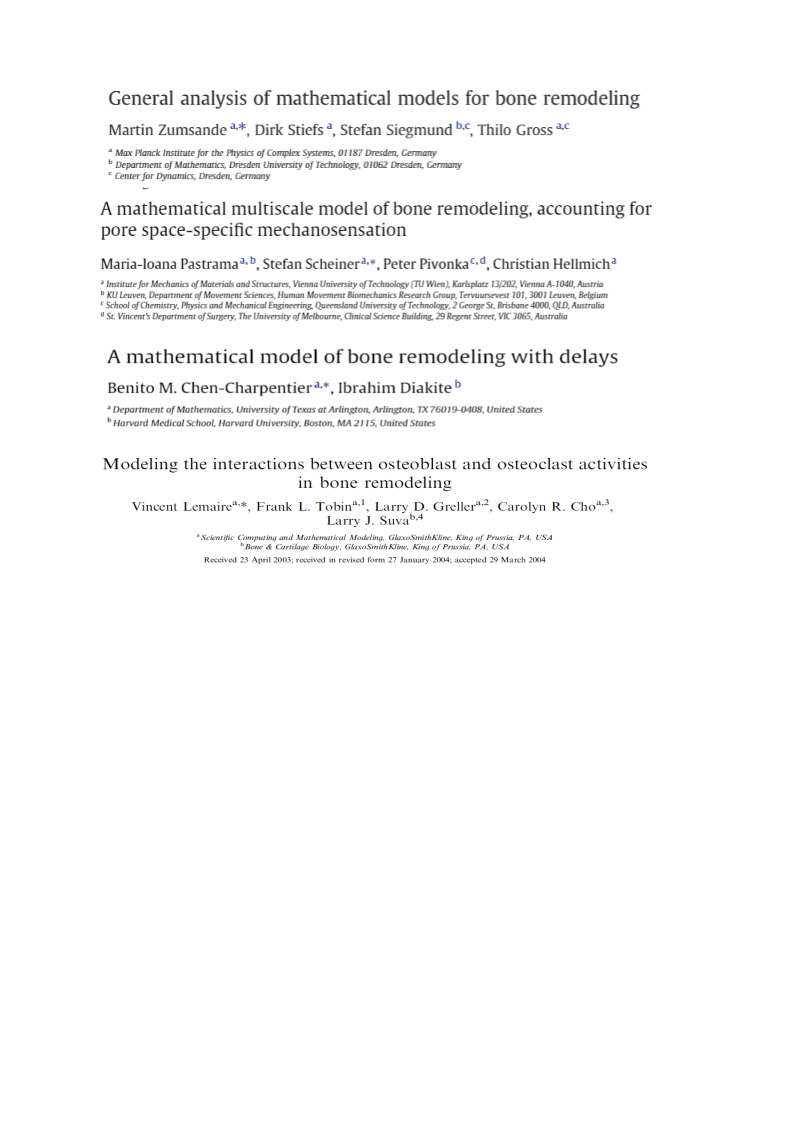 General analysis of mathematical models for bone remodeling
Martin Zumsande a,*, Dirk Stiefs a, Stefan Siegmund b,c, Thilo Gross a,c
a Max Planck Institute for the Physics of Complex Systems, 01187 Dresden, Germany
b Department of Mathematics, Dresden University of Technology, 01062 Dresden, Germany
c Center for Dynamics, Dresden, Germany
A mathematical multiscale model of bone remodeling, accounting for
pore space-specific mechanosensation
Maria-Ioana Pastrama a,b, Stefan Scheiner a,*, Peter Pivonka c,d, Christian Hellmich a
a Institute for Mechanics of Materials and Structures, Vienna University of Technology (TU Wien), Karlsplatz 13/202, Vienna A-1040, Austria
b KU Leuven, Department of Movement Sciences, Human Movement Biomechanics Research Group, Tervuursevest 101, 3001 Leuven, Belgium
c School of Chemistry, Physics and Mechanical Engineering, Queensland University of Technology, 2 George St, Brisbane 4000, QLD, Australia
d St. Vincent's Department of Surgery, The University of Melbourne, Clinical Science Building, 29 Regent Street, VIC 3065, Australia
A mathematical model of bone remodeling with delays
Benito M. Chen-Charpentier a,*, Ibrahim Diakite b
a Department of Mathematics, University of Texas at Arlington, Arlington, TX 76019-0408, United States
b Harvard Medical School, Harvard University, Boston, MA 2115, United States
Modeling the interactions between osteoblast and osteoclast activities
in bone remodeling
Vincent Lemaire a,*, Frank L. Tobin a,1, Larry D. Greller a,2, Carolyn R. Cho a,3,
Larry J. Suva b,4
a Scientific Computing and Mathematical Modeling, GlaxoSmithKline, King of Prussia, PA, USA
b Bone & Cartilage Biology, GlaxoSmithKline, King of Prussia, PA, USA
Received 23 April 2003; received in revised form 27 January 2004; accepted 29 March 2004